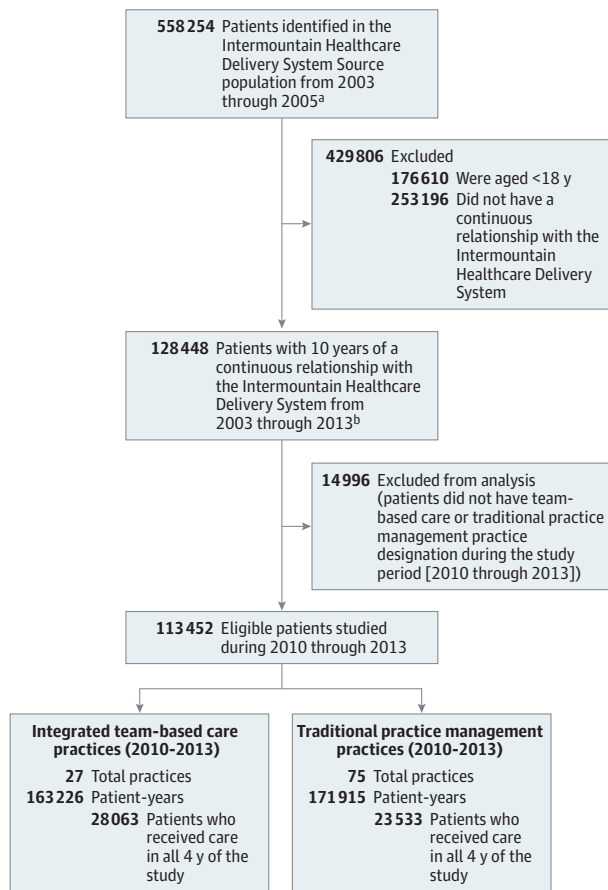 558 254 Patients identified in the
Intermountain Healthcare
Delivery System Source
population from 2003
through 2005a
429 806 Excluded
176 610 Were aged <18 y
253 196 Did not have a
continuous
relationship with the
Intermountain
Healthcare Delivery
System
128 448 Patients with 10 years of a
continuous relationship with
the Intermountain Healthcare
Delivery System from
2003 through 2013b
14 996 Excluded from analysis
(patients did not have team-
based care or traditional practice
management practice
designation during the study
period [2010 through 2013])
113 452 Eligible patients studied
during 2010 through 2013
Integrated team-based care
practices (2010-2013)
27 Total practices
163 226 Patient-years
28 063 Patients who
received care
in all 4 y of the
study
Traditional practice management
practices (2010-2013)
75 Total practices
171 915 Patient-years
23 533 Patients who
received care
in all 4 y of the
study